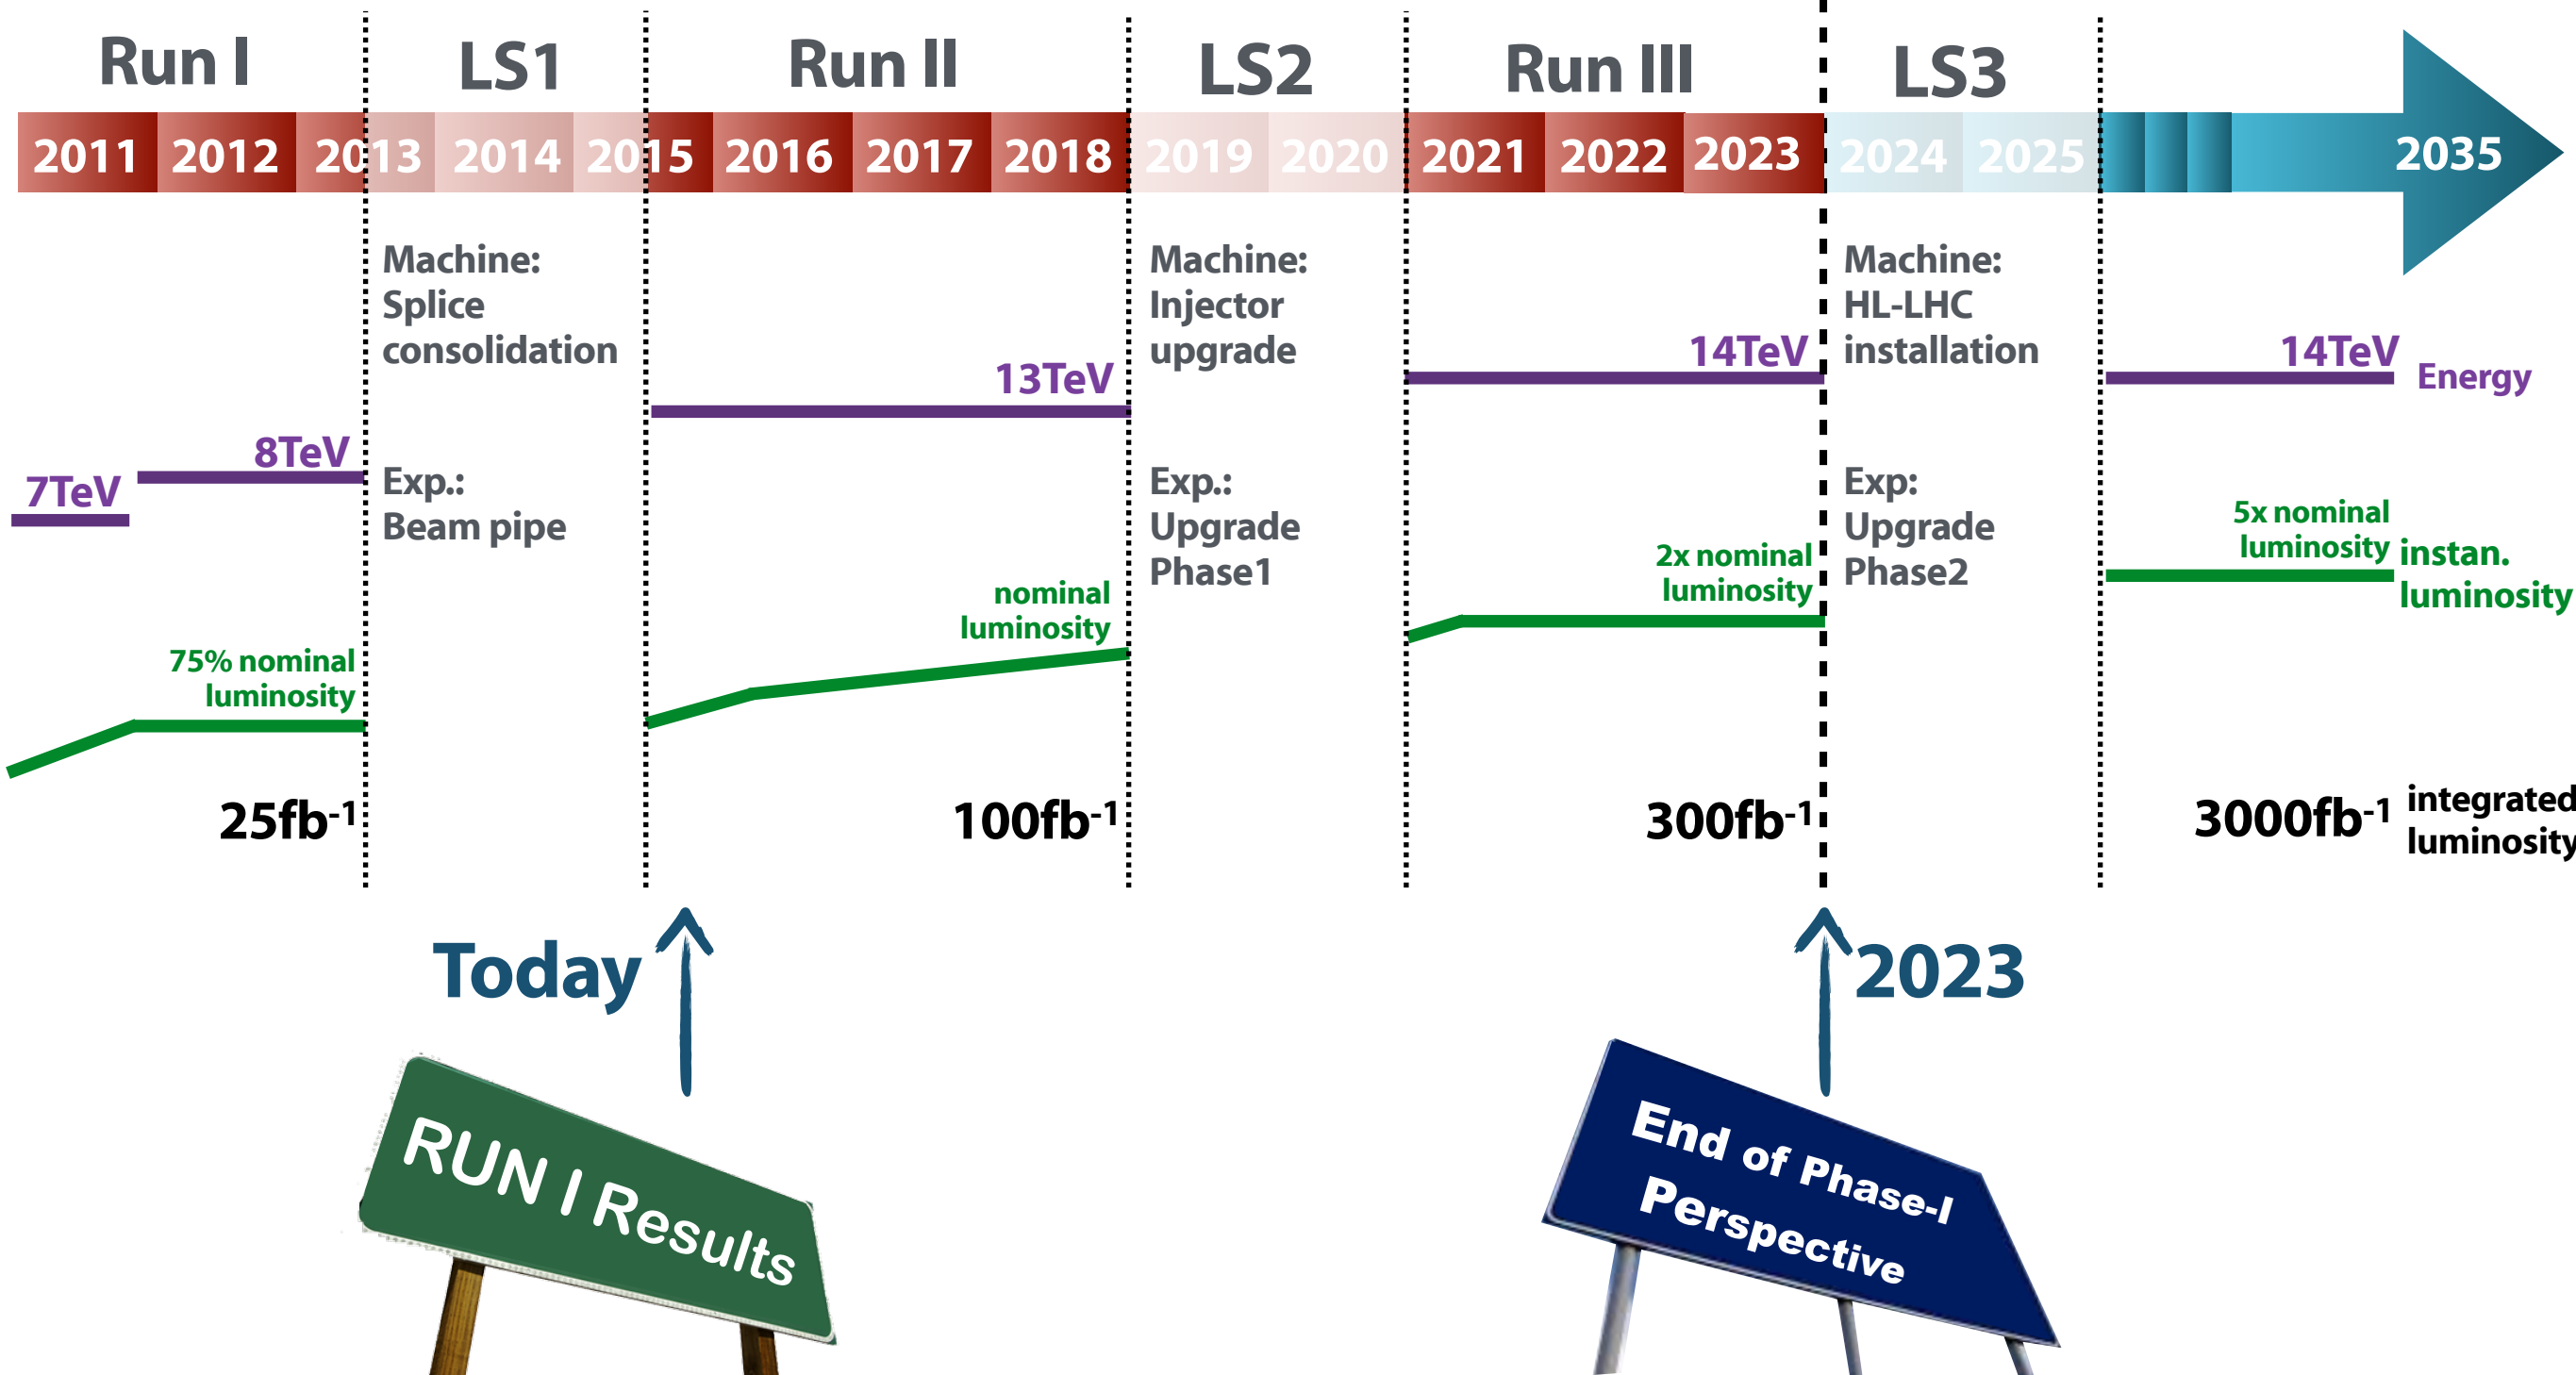 Run I LS1 Run II LS2 Run III LS3
2011 2012 2013 2014 2015 2016 2017 2018 2019 2020 2021 2022 2023 2024 2025 2035
Machine:
Splice
consolidation
Machine:
Injector
upgrade
Machine:
HL-LHC
installation
7TeV
8TeV
13TeV
14TeV
14TeV
Energy
Exp.:
Beam pipe
Exp.:
Upgrade
Phase1
Exp:
Upgrade
Phase2
75% nominal
luminosity
nominal
luminosity
2x nominal
luminosity
5x nominal
luminosity
instan.
luminosity
25fb-1
100fb-1
300fb-1
3000fb-1
integrated
luminosity
Today
2023
RUN I Results
End of Phase-I
Perspective